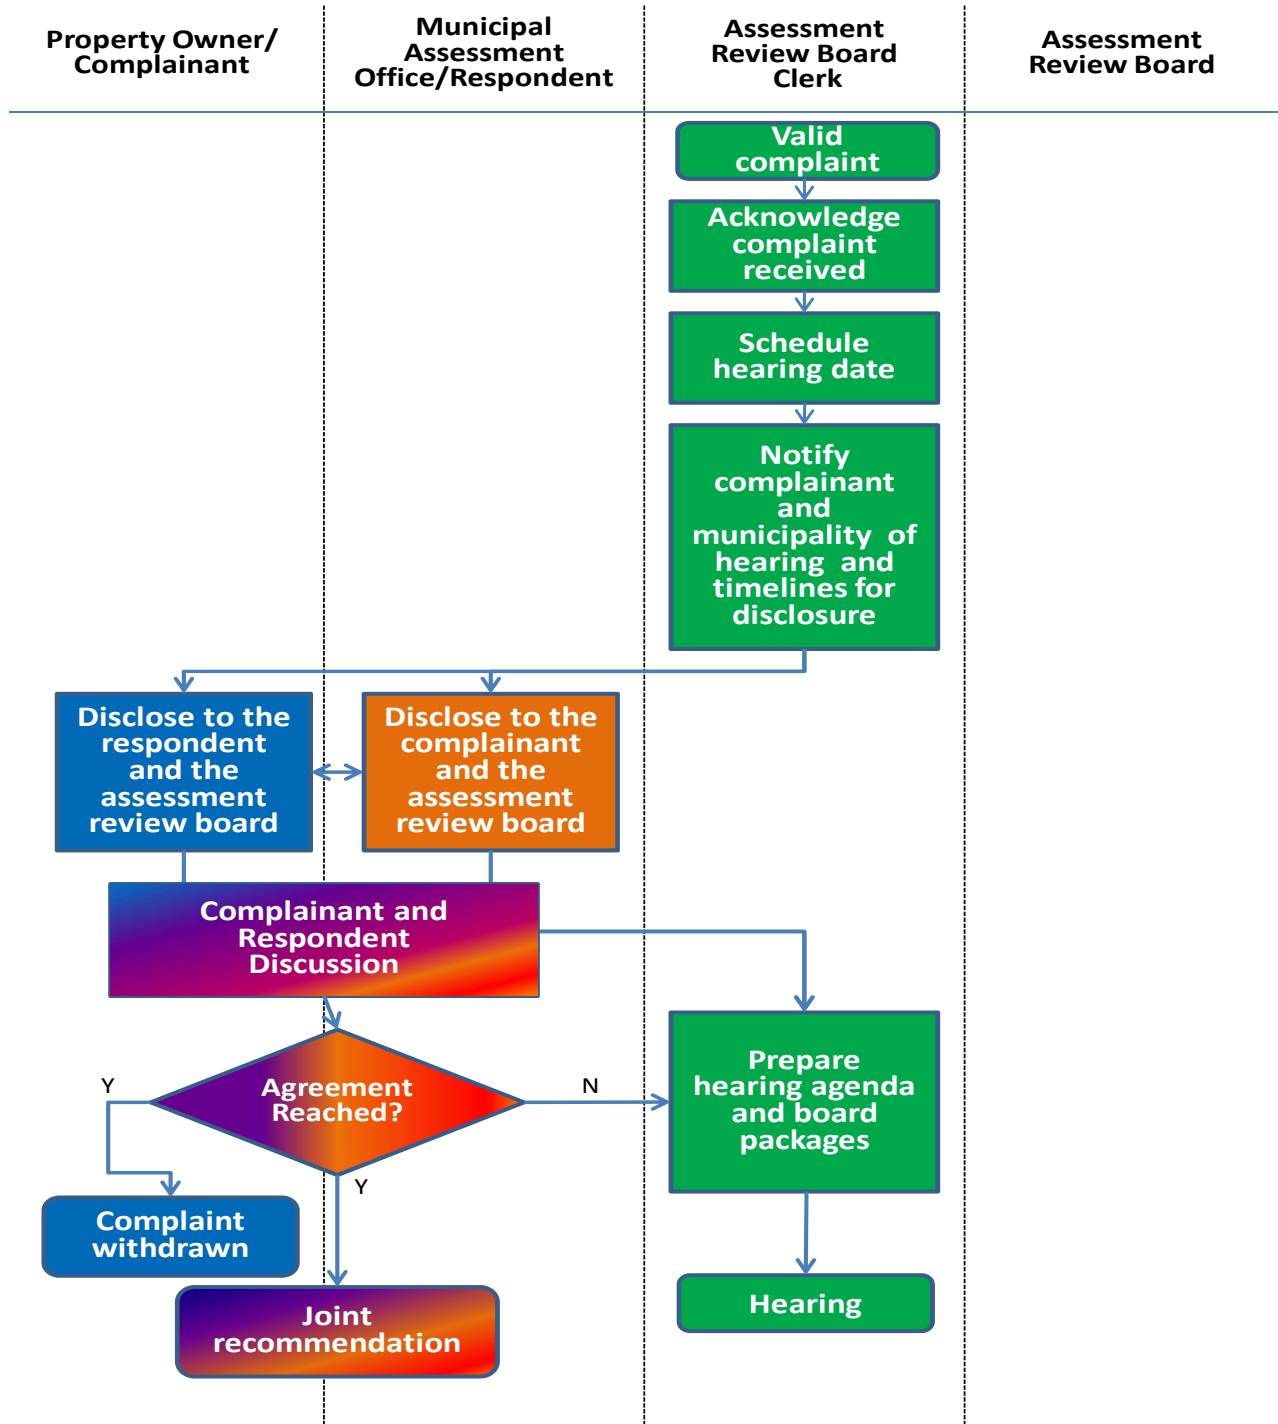 Property Owner/
Complainant
Municipal
Assessment
Office/Respondent
Assessment
Review Board
Clerk
Assessment
Review Board
Valid
complaint
Acknowledge
complaint
received
Schedule
hearing date
Notify
complainant
and
municipality of
hearing and
timelines for
disclosure
Disclose to the
respondent
and the
assessment
review board
Disclose to the
complainant
and the
assessment
review board
Complainant and
Respondent
Discussion
Agreement
Reached?
Y
N
Y
Prepare
hearing agenda
and board
packages
Complaint
withdrawn
Joint
recommendation
Hearing